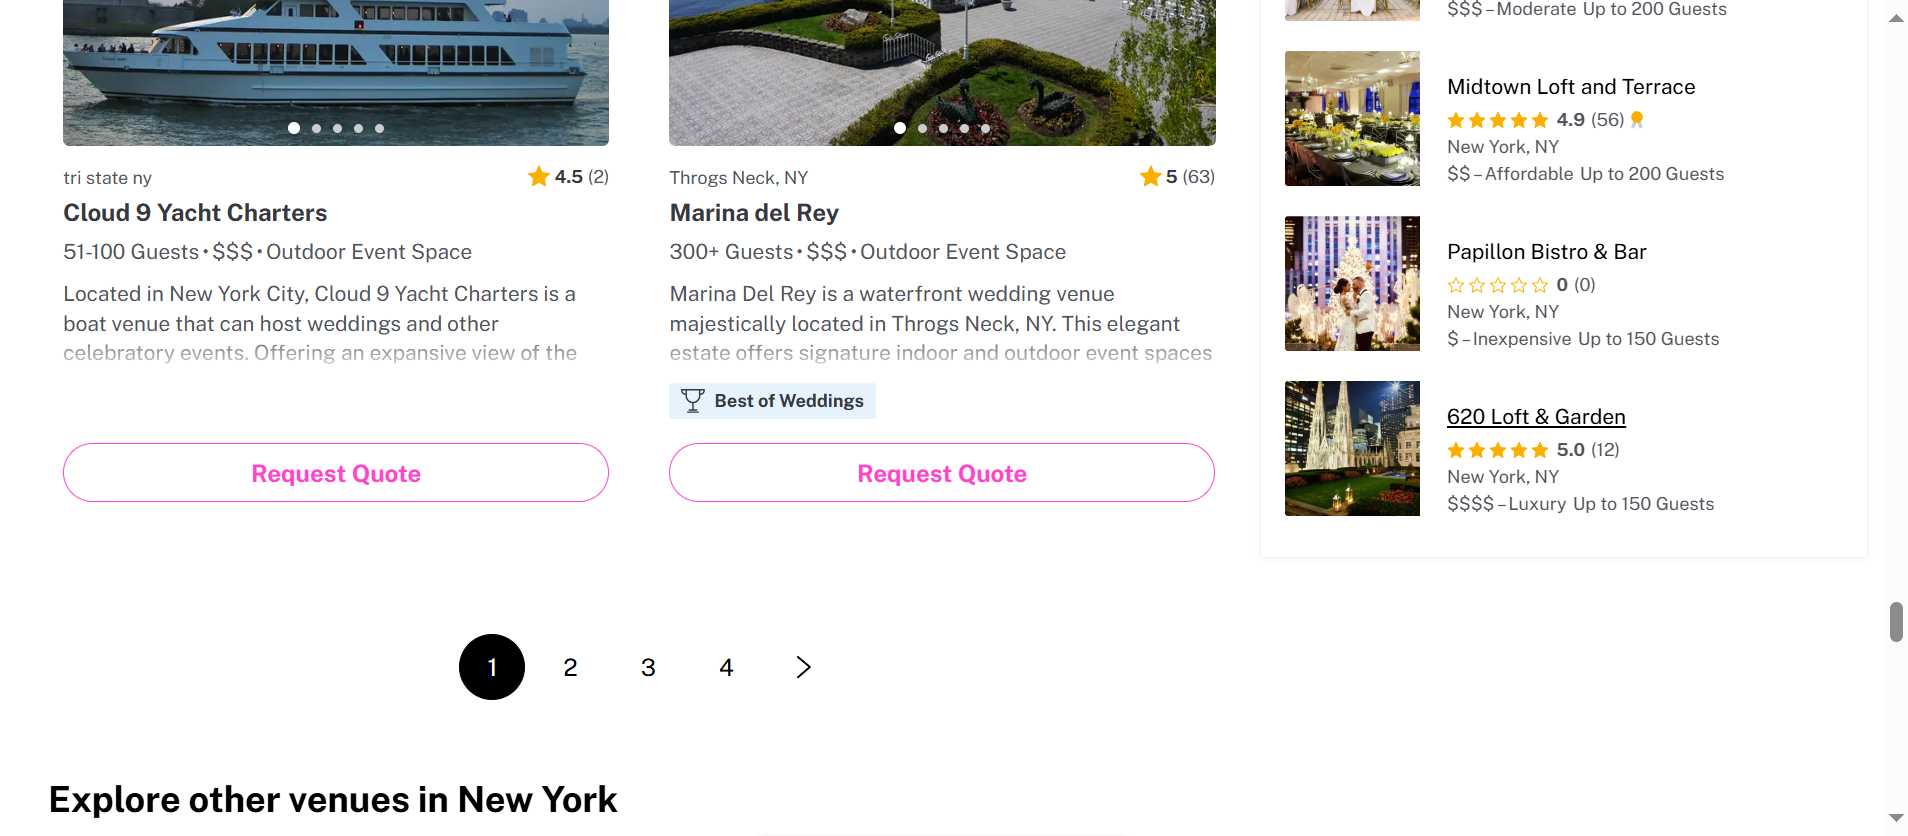 tri state ny
4.5 (2)
Cloud 9 Yacht Charters
51-100 Guests • $$$ • Outdoor Event Space
Located in New York City, Cloud 9 Yacht Charters is a
boat venue that can host weddings and other
celebratory events. Offering an expansive view of the
Request Quote
Throgs Neck, NY
5 (63)
Marina del Rey
300+ Guests • $$$ • Outdoor Event Space
Marina Del Rey is a waterfront wedding venue
majestically located in Throgs Neck, NY. This elegant
estate offers signature indoor and outdoor event spaces
Best of Weddings
Request Quote
$$$ – Moderate Up to 200 Guests
Midtown Loft and Terrace
4.9 (56)
New York, NY
$$ – Affordable Up to 200 Guests
Papillon Bistro & Bar
0 (0)
New York, NY
$ – Inexpensive Up to 150 Guests
620 Loft & Garden
5.0 (12)
New York, NY
$$$$ – Luxury Up to 150 Guests
1 2 3 4
Explore other venues in New York